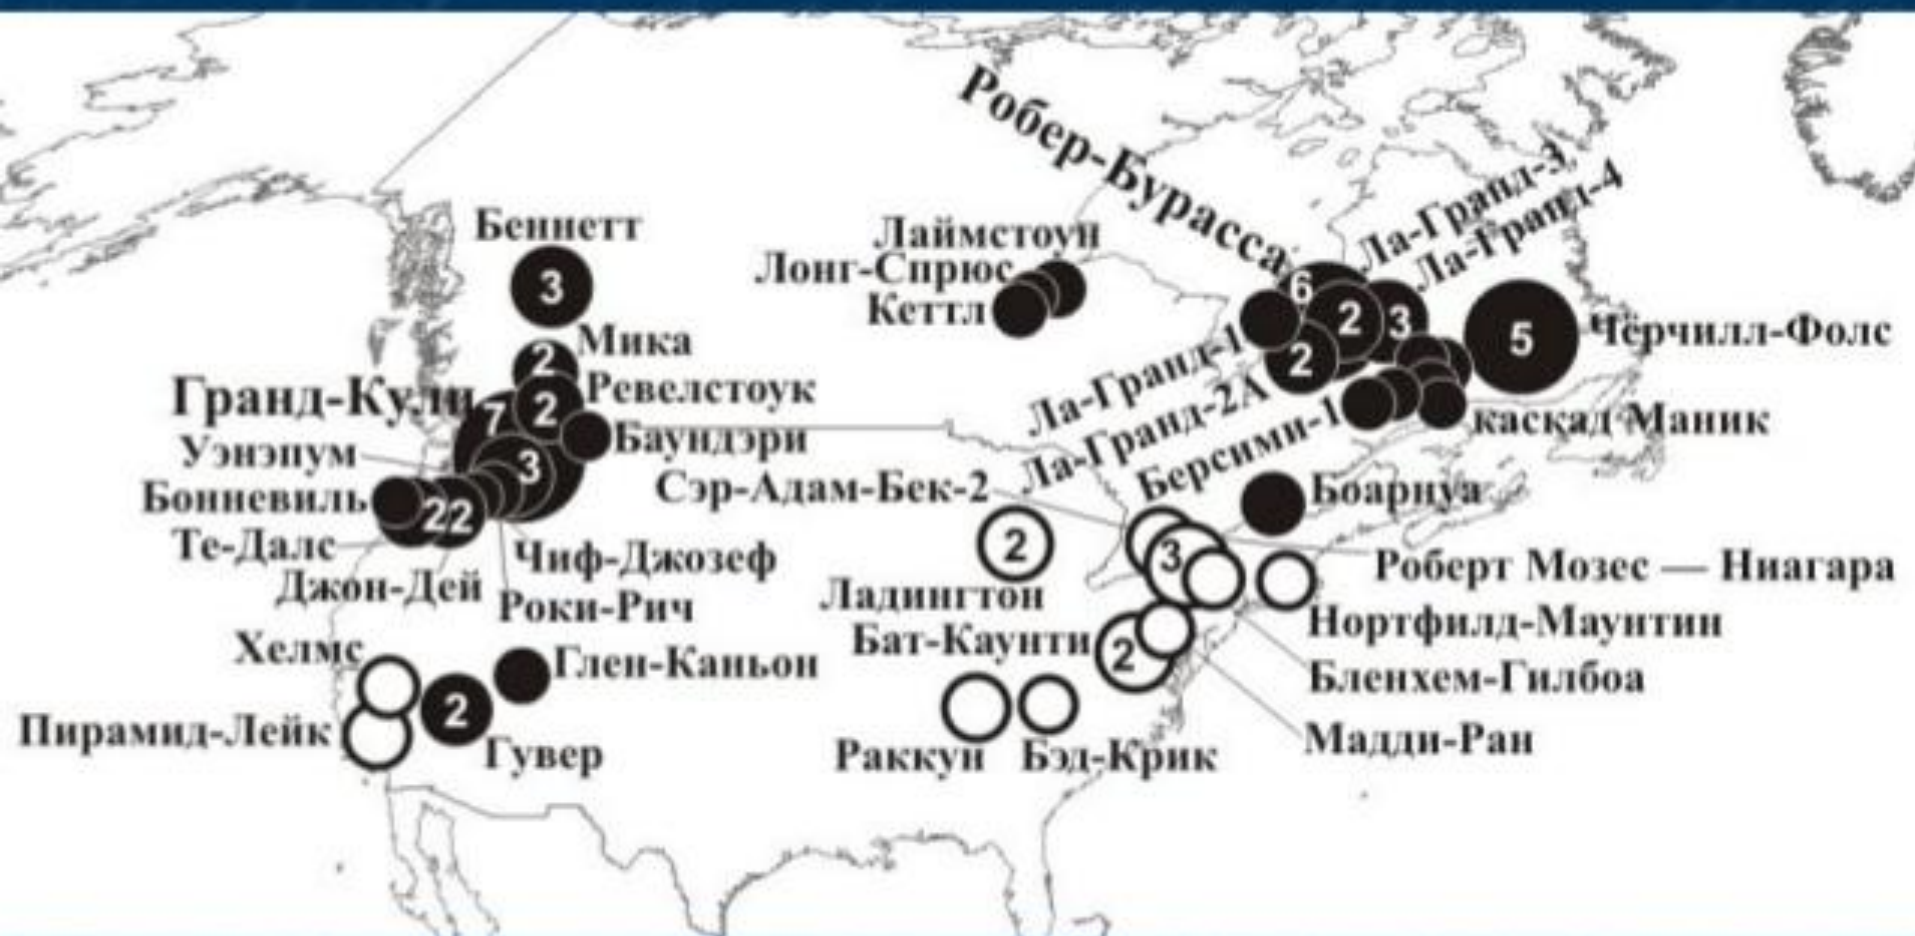 Робер-Бурасса
Ла-Гранд-3
Ла-Гранд-4
Беннетт
3
Лаймстоун
Лонг-Спрюс
Кеттл
6
2
3
2
5
Чёрчилл-Фолс
Мика
2
Ревелстоук
2
Гранд-Кули
7
Баундэри
Ла-Гранд-1
Ла-Гранд-2А
Берсими-1
каскад Маник
Уэнэпум
3
Бонневиль
22
Те-Далс
Джон-Дей
Чиф-Джозеф
Роки-Рич
Сэр-Адам-Бек-2
Боарнуа
2
Ладингтон
3
Роберт Мозес — Ниагара
Нортфилд-Маунтин
Бат-Каунти
2
Бленхем-Гилбоа
Хелмс
Глен-Каньон
2
Пирамид-Лейк
Гувер
Раккун
Бэд-Крик
Мадди-Ран